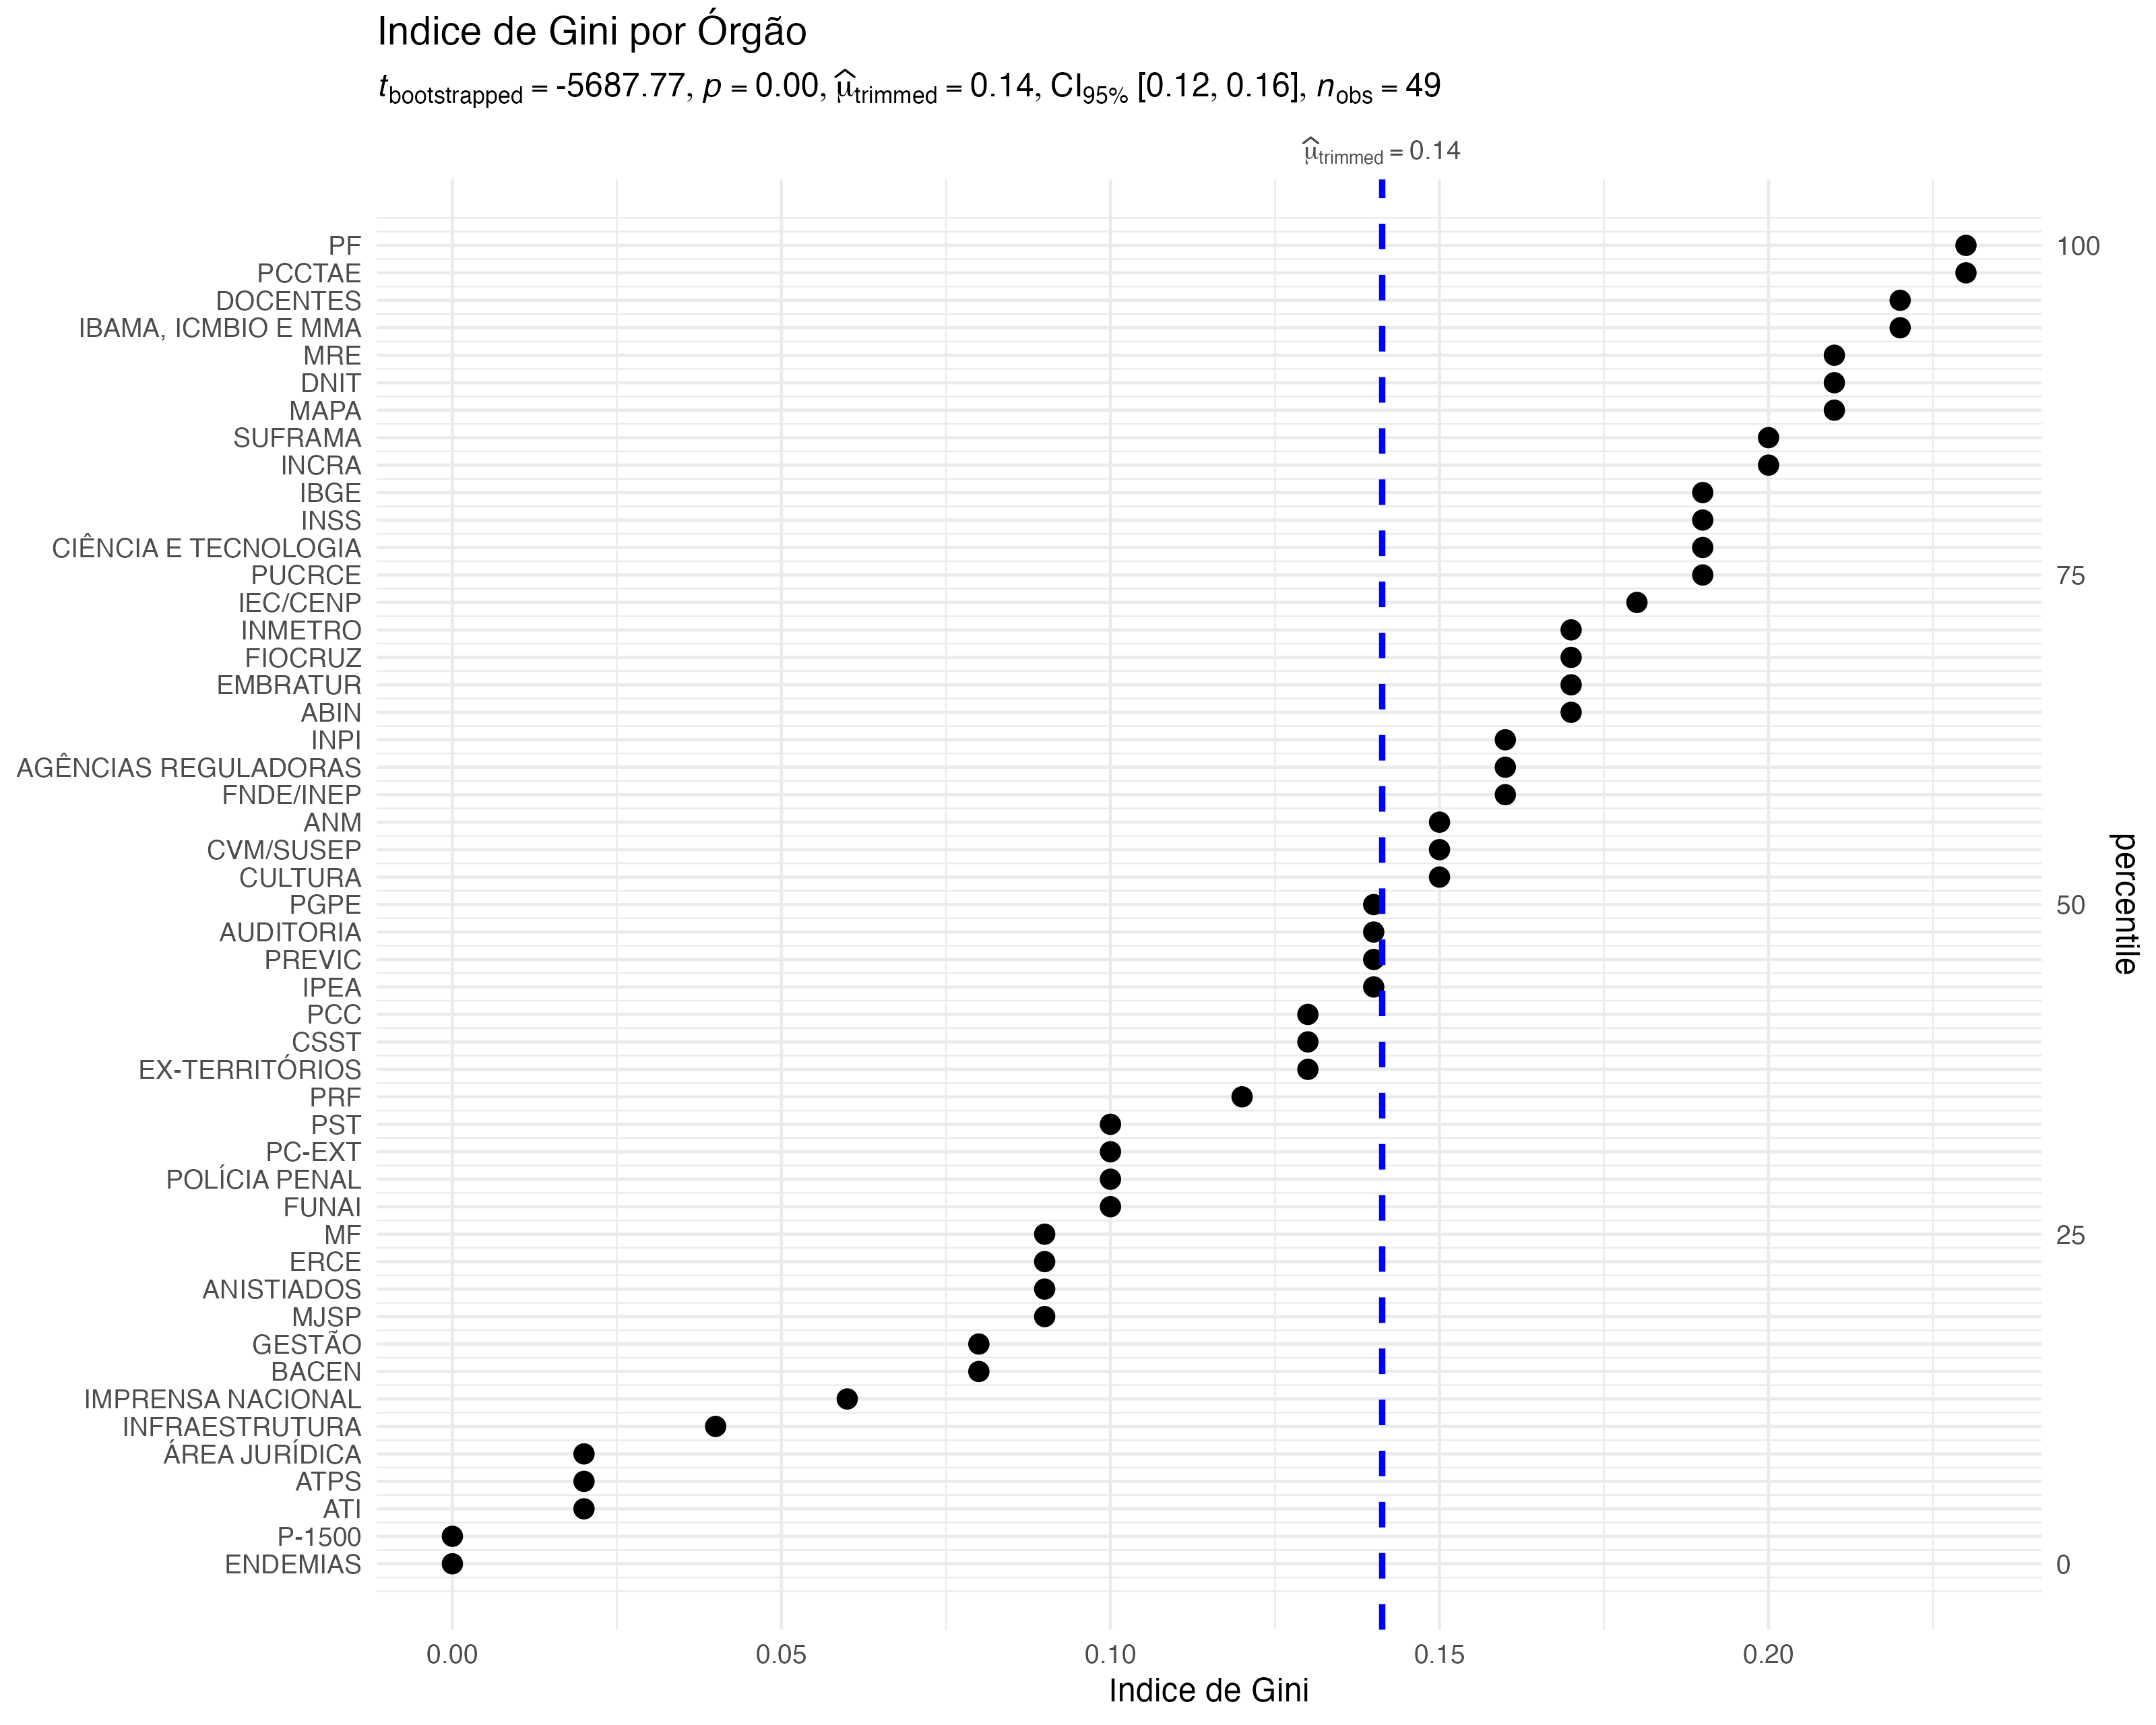 Indice de Gini por Órgão
t bootstrapped = -5687.77, p = 0.00, μ̂ trimmed = 0.14, CI 95% [0.12, 0.16], n obs = 49
μ̂ trimmed = 0.14
PF
PCCTAE
DOCENTES
IBAMA, ICMBIO E MMA
MRE
DNIT
MAPA
SUFRAMA
INCRA
IBGE
INSS
CIÊNCIA E TECNOLOGIA
PUCRCE
IEC/CENP
INMETRO
FIOCRUZ
EMBRATUR
ABIN
INPI
AGÊNCIAS REGULADORAS
FNDE/INEP
ANM
CVM/SUSEP
CULTURA
PGPE
AUDITORIA
PREVIC
IPEA
PCC
CSST
EX-TERRITÓRIOS
PRF
PST
PC-EXT
POLÍCIA PENAL
FUNAI
MF
ERCE
ANISTIADOS
MJSP
GESTÃO
BACEN
IMPRENSA NACIONAL
INFRAESTRUTURA
ÁREA JURÍDICA
ATPS
ATI
P-1500
ENDEMIAS
100
75
50
25
0
percentile
0.00 0.05 0.10 0.15 0.20
Indice de Gini